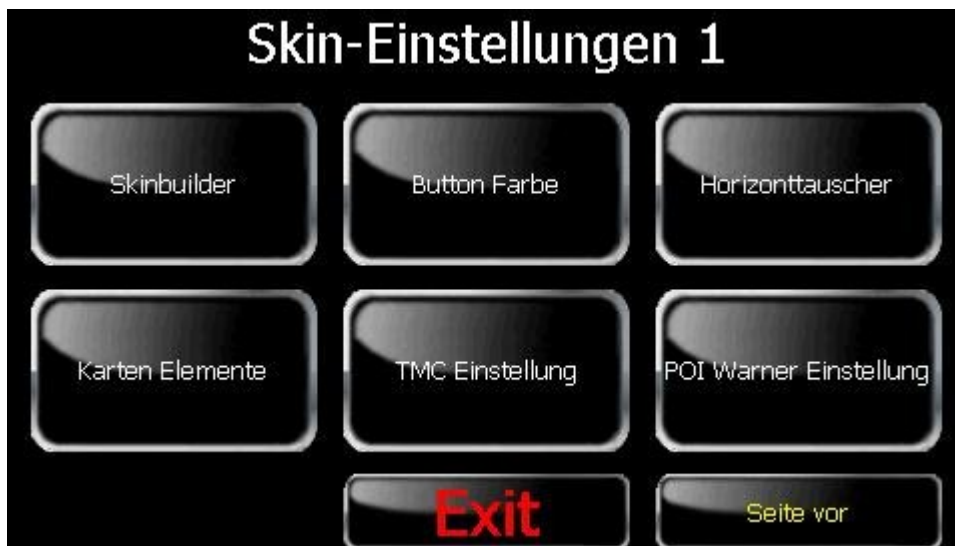 Skin-Einstellungen 1
Skinbuilder
Button Farbe
Horizonttauscher
Karten Elemente
TMC Einstellung
POI Warner Einstellung
Exit
Seite vor